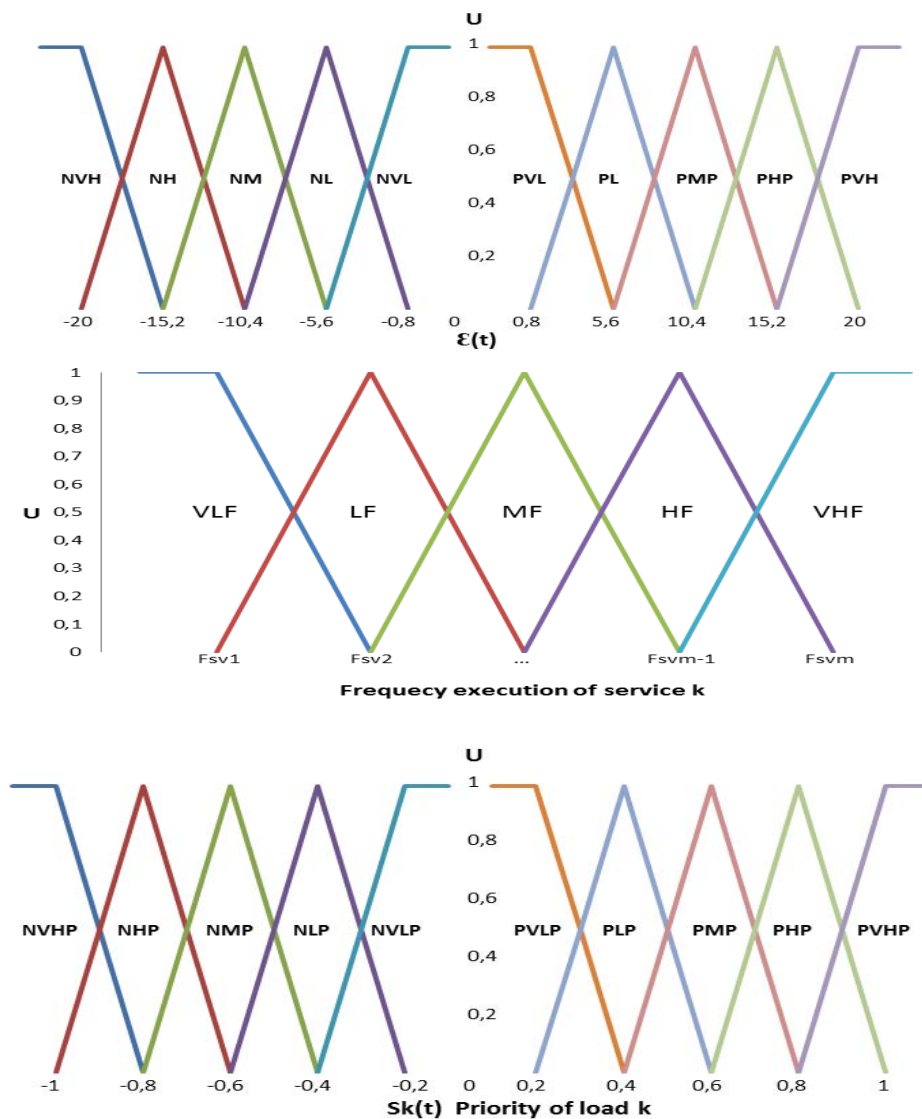 U
1
0,8
0,6
NVH NH NM NL NVL PVL PL PMP PHP PVH
0,4
0,2
-20 -15,2 -10,4 -5,6 -0,8 0 0,8 5,6 10,4 15,2 20
Ɛ(t)
1
0,9
0,8
0,7
0,6
U 0,5 VLF LF MF HF VHF
0,4
0,3
0,2
0,1
0
Fsv1 Fsv2 ... Fsvm-1 Fsvm
Frequecy execution of service k
U
1
0,8
0,6
NVHP NHP NMP NLP NVLP PVLP PLP PMP PHP PVHP
0,4
0,2
-1 -0,8 -0,6 -0,4 -0,2 0 0,2 0,4 0,6 0,8 1
Sk(t) Priority of load k